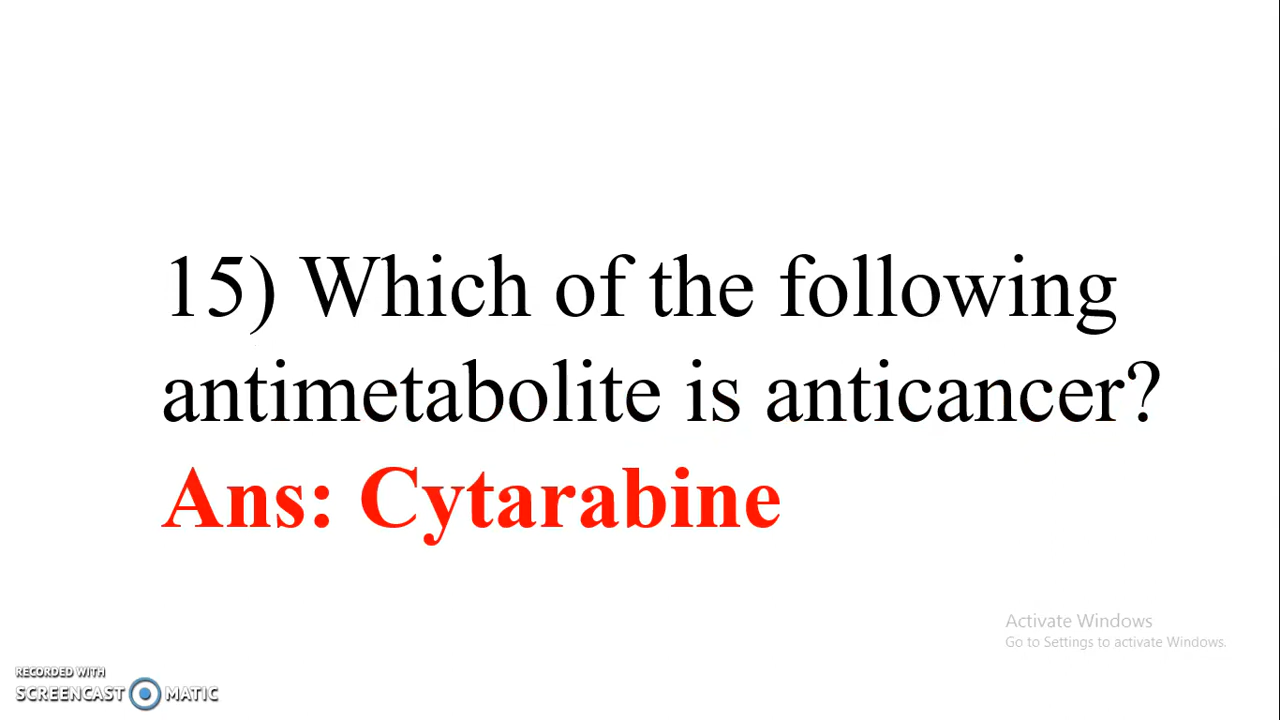 15) Which of the following
antimetabolite is anticancer?
Ans: Cytarabine
Activate Windows
Go to Settings to activate Windows.
RECORDED WITH
SCREENCAST MATIC